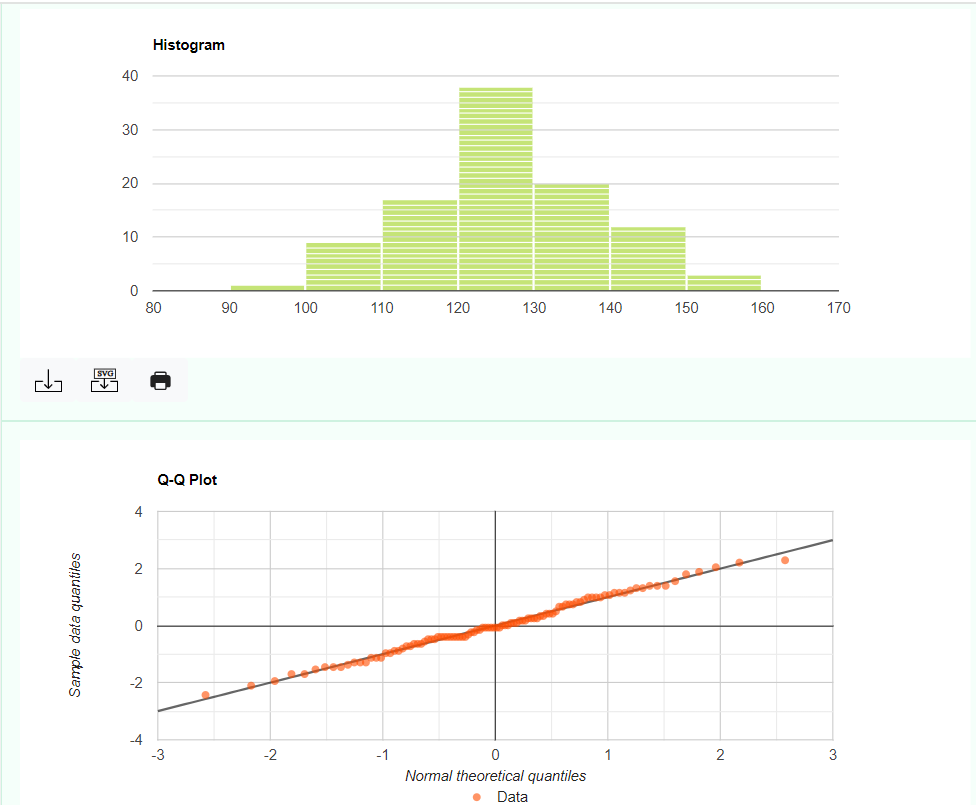 Histogram
40
30
20
10
0
80 90 100 110 120 130 140 150 160 170
SVG
Q-Q Plot
4
2
0
-2
-4
Sample data quantiles
-3 -2 -1 0 1 2 3
Normal theoretical quantiles
Data